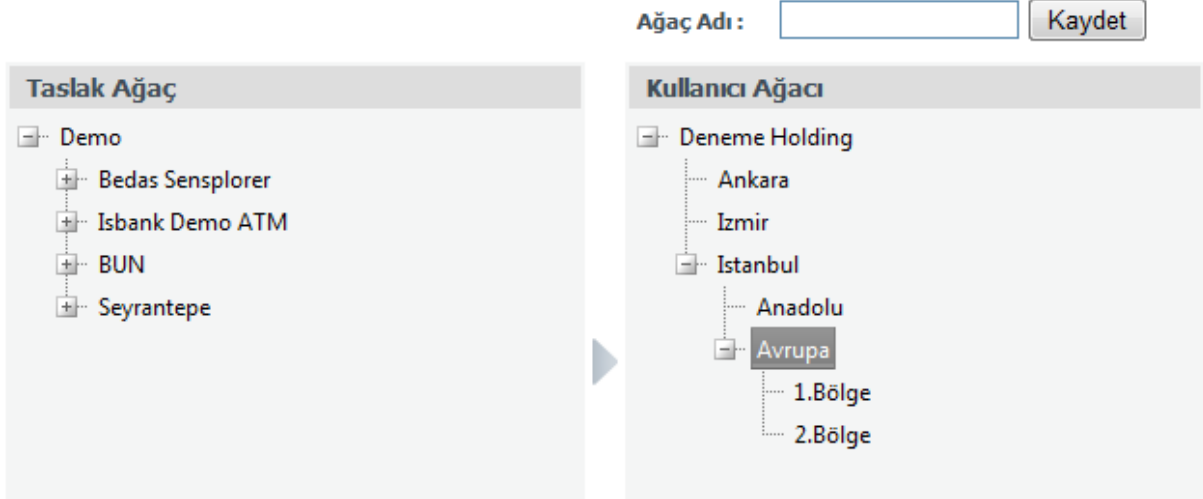 Ağaç Adı :
Kaydet
Taslak Ağaç
Demo
Bedas Sensplorer
Isbank Demo ATM
BUN
Seyrantepe
Kullanıcı Ağacı
Deneme Holding
Ankara
Izmir
Istanbul
Anadolu
Avrupa
1.Bölge
2.Bölge